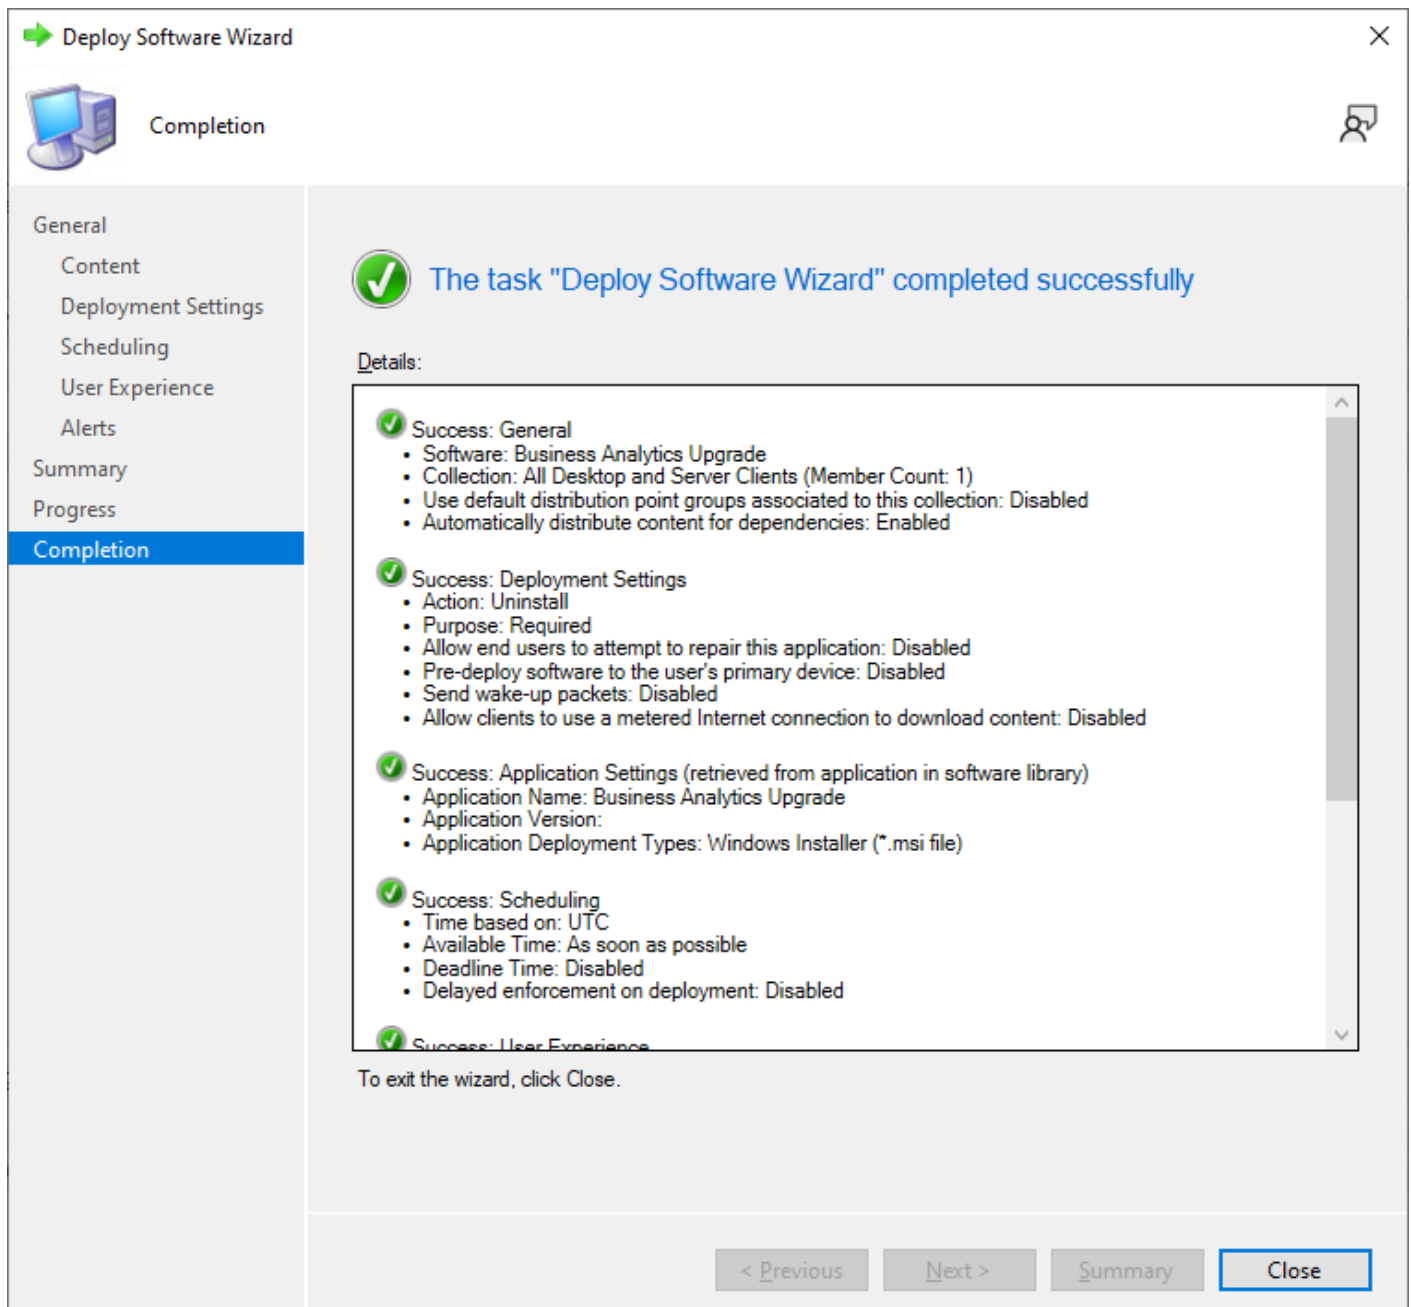 Deploy Software Wizard
Completion
General
Content
Deployment Settings
Scheduling
User Experience
Alerts
Summary
Progress
Completion
The task "Deploy Software Wizard" completed successfully
Details:
Success: General
• Software: Business Analytics Upgrade
• Collection: All Desktop and Server Clients (Member Count: 1)
• Use default distribution point groups associated to this collection: Disabled
• Automatically distribute content for dependencies: Enabled
Success: Deployment Settings
• Action: Uninstall
• Purpose: Required
• Allow end users to attempt to repair this application: Disabled
• Pre-deploy software to the user's primary device: Disabled
• Send wake-up packets: Disabled
• Allow clients to use a metered Internet connection to download content: Disabled
Success: Application Settings (retrieved from application in software library)
• Application Name: Business Analytics Upgrade
• Application Version:
• Application Deployment Types: Windows Installer (*.msi file)
Success: Scheduling
• Time based on: UTC
• Available Time: As soon as possible
• Deadline Time: Disabled
• Delayed enforcement on deployment: Disabled
Success: User Experience
To exit the wizard, click Close.
< Previous
Next >
Summary
Close